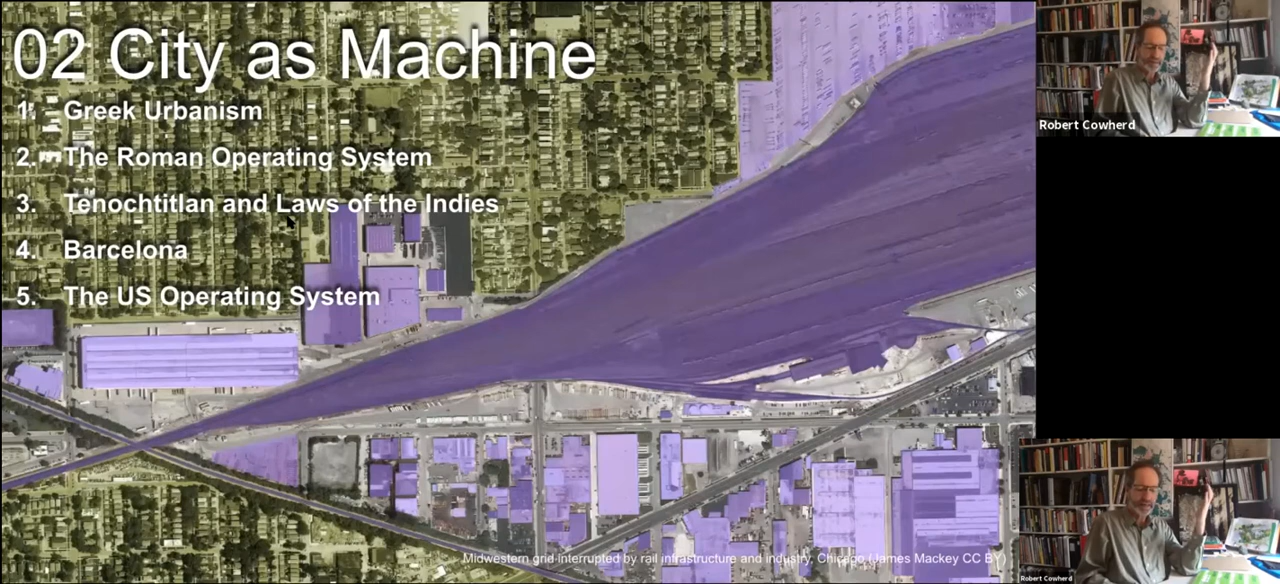 02 City as Machine
1. Greek Urbanism
2. The Roman Operating System
3. Tenochtitlan and Laws of the Indies
4. Barcelona
5. The US Operating System
Robert Cowherd
Midwestern grid interrupted by rail infrastructure and industry, Chicago (James Mackey CC BY)
Robert Cowherd